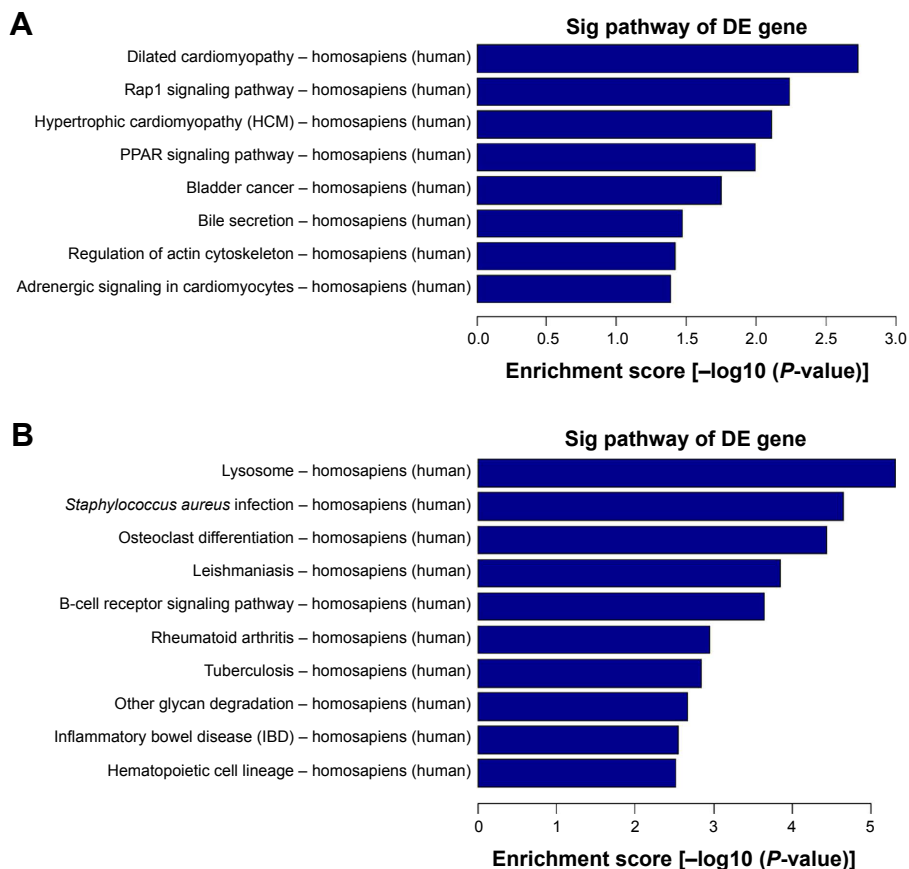 A
Sig pathway of DE gene
Dilated cardiomyopathy – homosapiens (human)
Rap1 signaling pathway – homosapiens (human)
Hypertrophic cardiomyopathy (HCM) – homosapiens (human)
PPAR signaling pathway – homosapiens (human)
Bladder cancer – homosapiens (human)
Bile secretion – homosapiens (human)
Regulation of actin cytoskeleton – homosapiens (human)
Adrenergic signaling in cardiomyocytes – homosapiens (human)
0.0 0.5 1.0 1.5 2.0 2.5 3.0
Enrichment score [–log10 (P-value)]
B
Sig pathway of DE gene
Lysosome – homosapiens (human)
Staphylococcus aureus infection – homosapiens (human)
Osteoclast differentiation – homosapiens (human)
Leishmaniasis – homosapiens (human)
B-cell receptor signaling pathway – homosapiens (human)
Rheumatoid arthritis – homosapiens (human)
Tuberculosis – homosapiens (human)
Other glycan degradation – homosapiens (human)
Inflammatory bowel disease (IBD) – homosapiens (human)
Hematopoietic cell lineage – homosapiens (human)
0 1 2 3 4 5
Enrichment score [–log10 (P-value)]